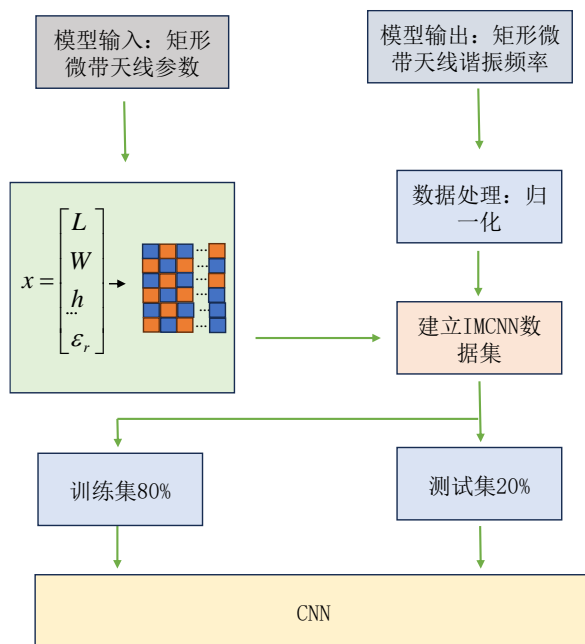 模型输入：矩形
微带天线参数
模型输出：矩形微
带天线谐振频率
数据处理：归
一化
x =
L
W
h
...
εr
... ... ... ... ... ...
建立IMCNN数
据集
训练集80%
测试集20%
CNN